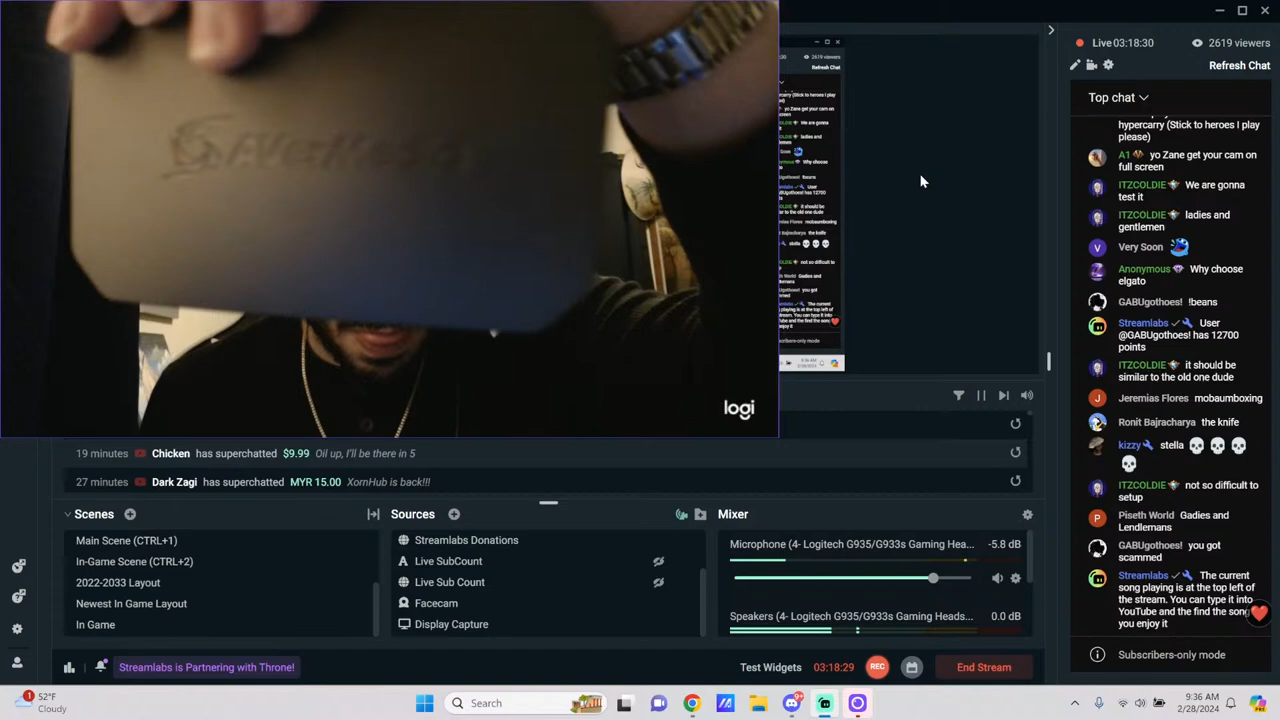 Live 03:18:30
2619 viewers
Refresh Chat
Top chat
hypercarry (Stick to heroes I play
please)
A1 yo Zane get your cam on
full screen
ITZCOLDIE We are gonna
test it
ITZCOLDIE ladies and
gentlemen
Very Soon
Anonymous Why choose
elgato
GABUgothoes! !beans
Streamlabs User
@GABUgothoes! has 12700
points
ITZCOLDIE it should be
similar to the old one dude
Jeremias Flores mobaumboxing
Ronit Bajracharya the knife
kizzy stella
ITZCOLDIE not so difficult to
setup
Piseth World Gadies and
Lendlemans
GABUgothoes! you got
scammed
Streamlabs The current
song playing is at the top left of
the stream. You can type it into
YouTube and the find the song
you enjoy it
Subscribers-only mode
2619 viewers
Refresh Chat
logi
19 minutes Chicken has superchatted $9.99 Oil up, I'll be there in 5
27 minutes Dark Zagi has superchatted MYR 15.00 XornHub is back!!!
Scenes
Main Scene (CTRL+1)
In Game Scene (CTRL+2)
2022-2033 Layout
Newest In Game Layout
In Game
Sources
Streamlabs Donations
Live SubCount
Live Sub Count
Facecam
Display Capture
Mixer
Microphone (4- Logitech G935/G933s Gaming Hea... -5.8 dB
Speakers (4- Logitech G935/G933s Gaming Heads... 0.0 dB
Streamlabs is Partnering with Throne!
Test Widgets
03:18:29
REC
End Stream
1
52°F
Cloudy
Search
9+
9:36 AM
2/28/2024